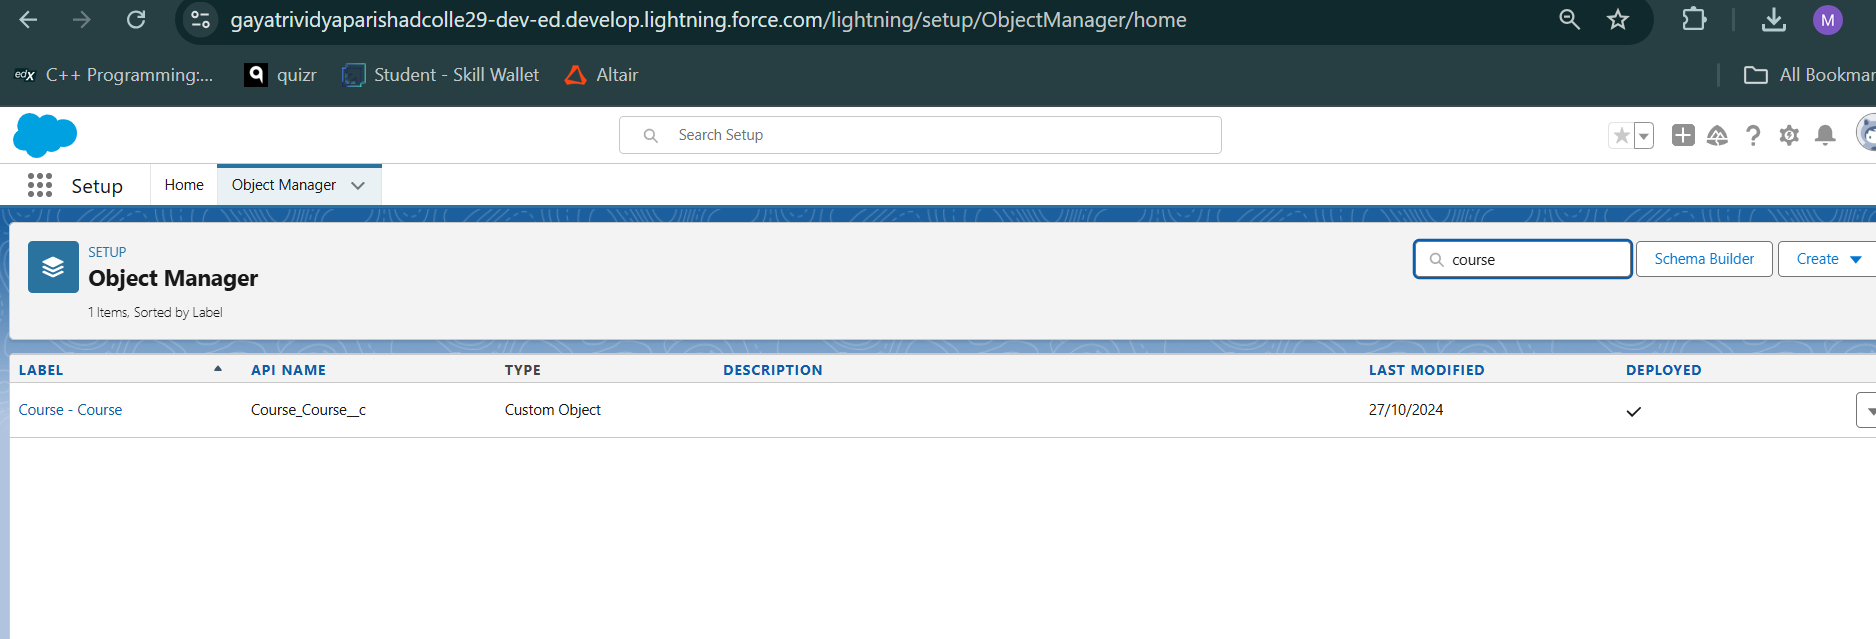 gayatrividyaparishadcolle29-dev-ed.develop.lightning.force.com/lightning/setup/ObjectManager/home
M
edX C++ Programming:... quizr Student - Skill Wallet Altair
All Bookmar
Search Setup
Setup Home Object Manager
SETUP
Object Manager
1 Items, Sorted by Label
course Schema Builder Create
LABEL API NAME TYPE DESCRIPTION LAST MODIFIED DEPLOYED
Course - Course Course_Course__c Custom Object 27/10/2024